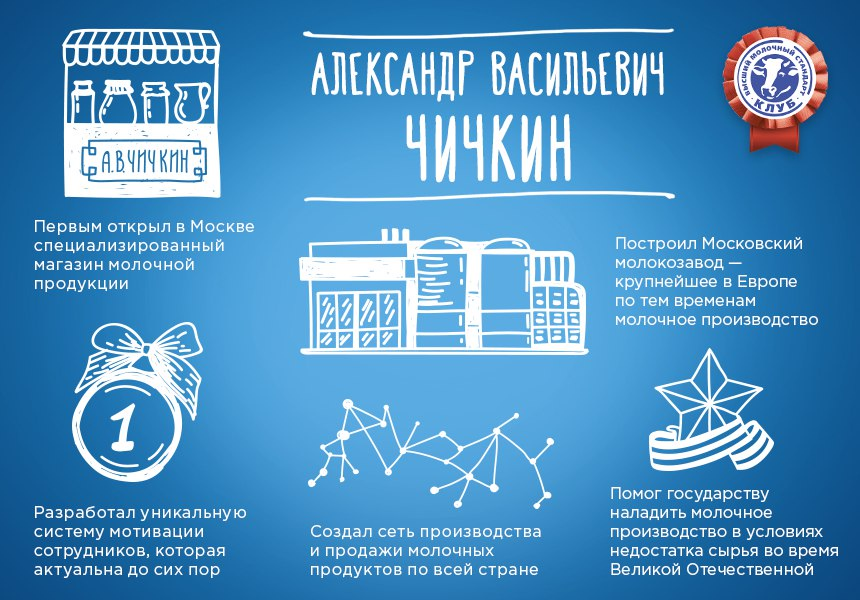 АЛЕКСАНДР ВАСИЛЬЕВИЧ
ЧИЧКИН
ВЫСШИЙ МОЛОЧНЫЙ СТАНДАРТ
КЛУБ
А.В.ЧИЧКИН
Первым открыл в Москве
специализированный
магазин молочной
продукции
Построил Московский
молокозавод —
крупнейшее в Европе
по тем временам
молочное производство
1
Разработал уникальную
систему мотивации
сотрудников, которая
актуальна до сих пор
Создал сеть производства
и продажи молочных
продуктов по всей стране
Помог государству
наладить молочное
производство в условиях
недостатка сырья во время
Великой Отечественной